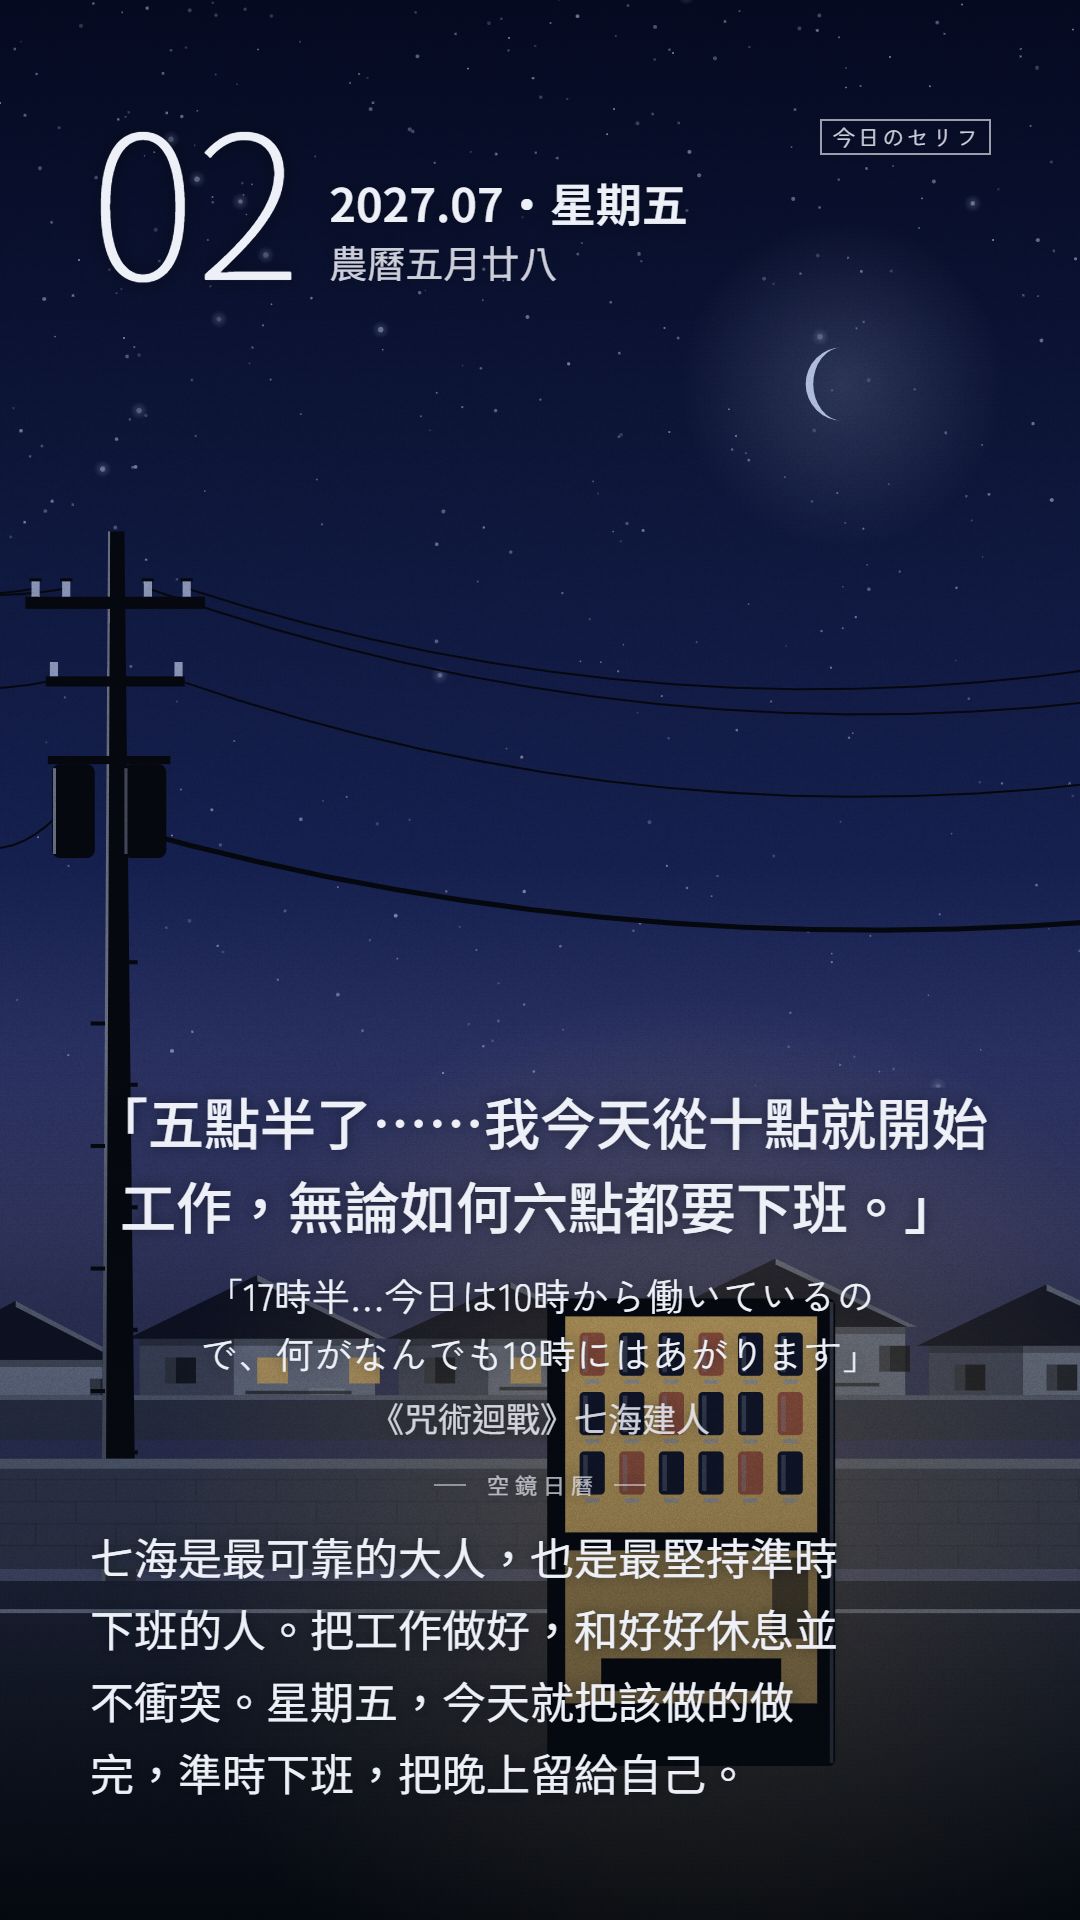 02
2027.07・星期五
農曆五月廿八
今日のセリフ
「五點半了……我今天從十點就開始
工作，無論如何六點都要下班。」
「17時半…今日は10時から働いているの
で、何がなんでも18時にはあがります」
《咒術迴戰》七海建人
— 空鏡日曆 —
七海是最可靠的大人，也是最堅持準時
下班的人。把工作做好，和好好休息並
不衝突。星期五，今天就把該做的做
完，準時下班，把晚上留給自己。